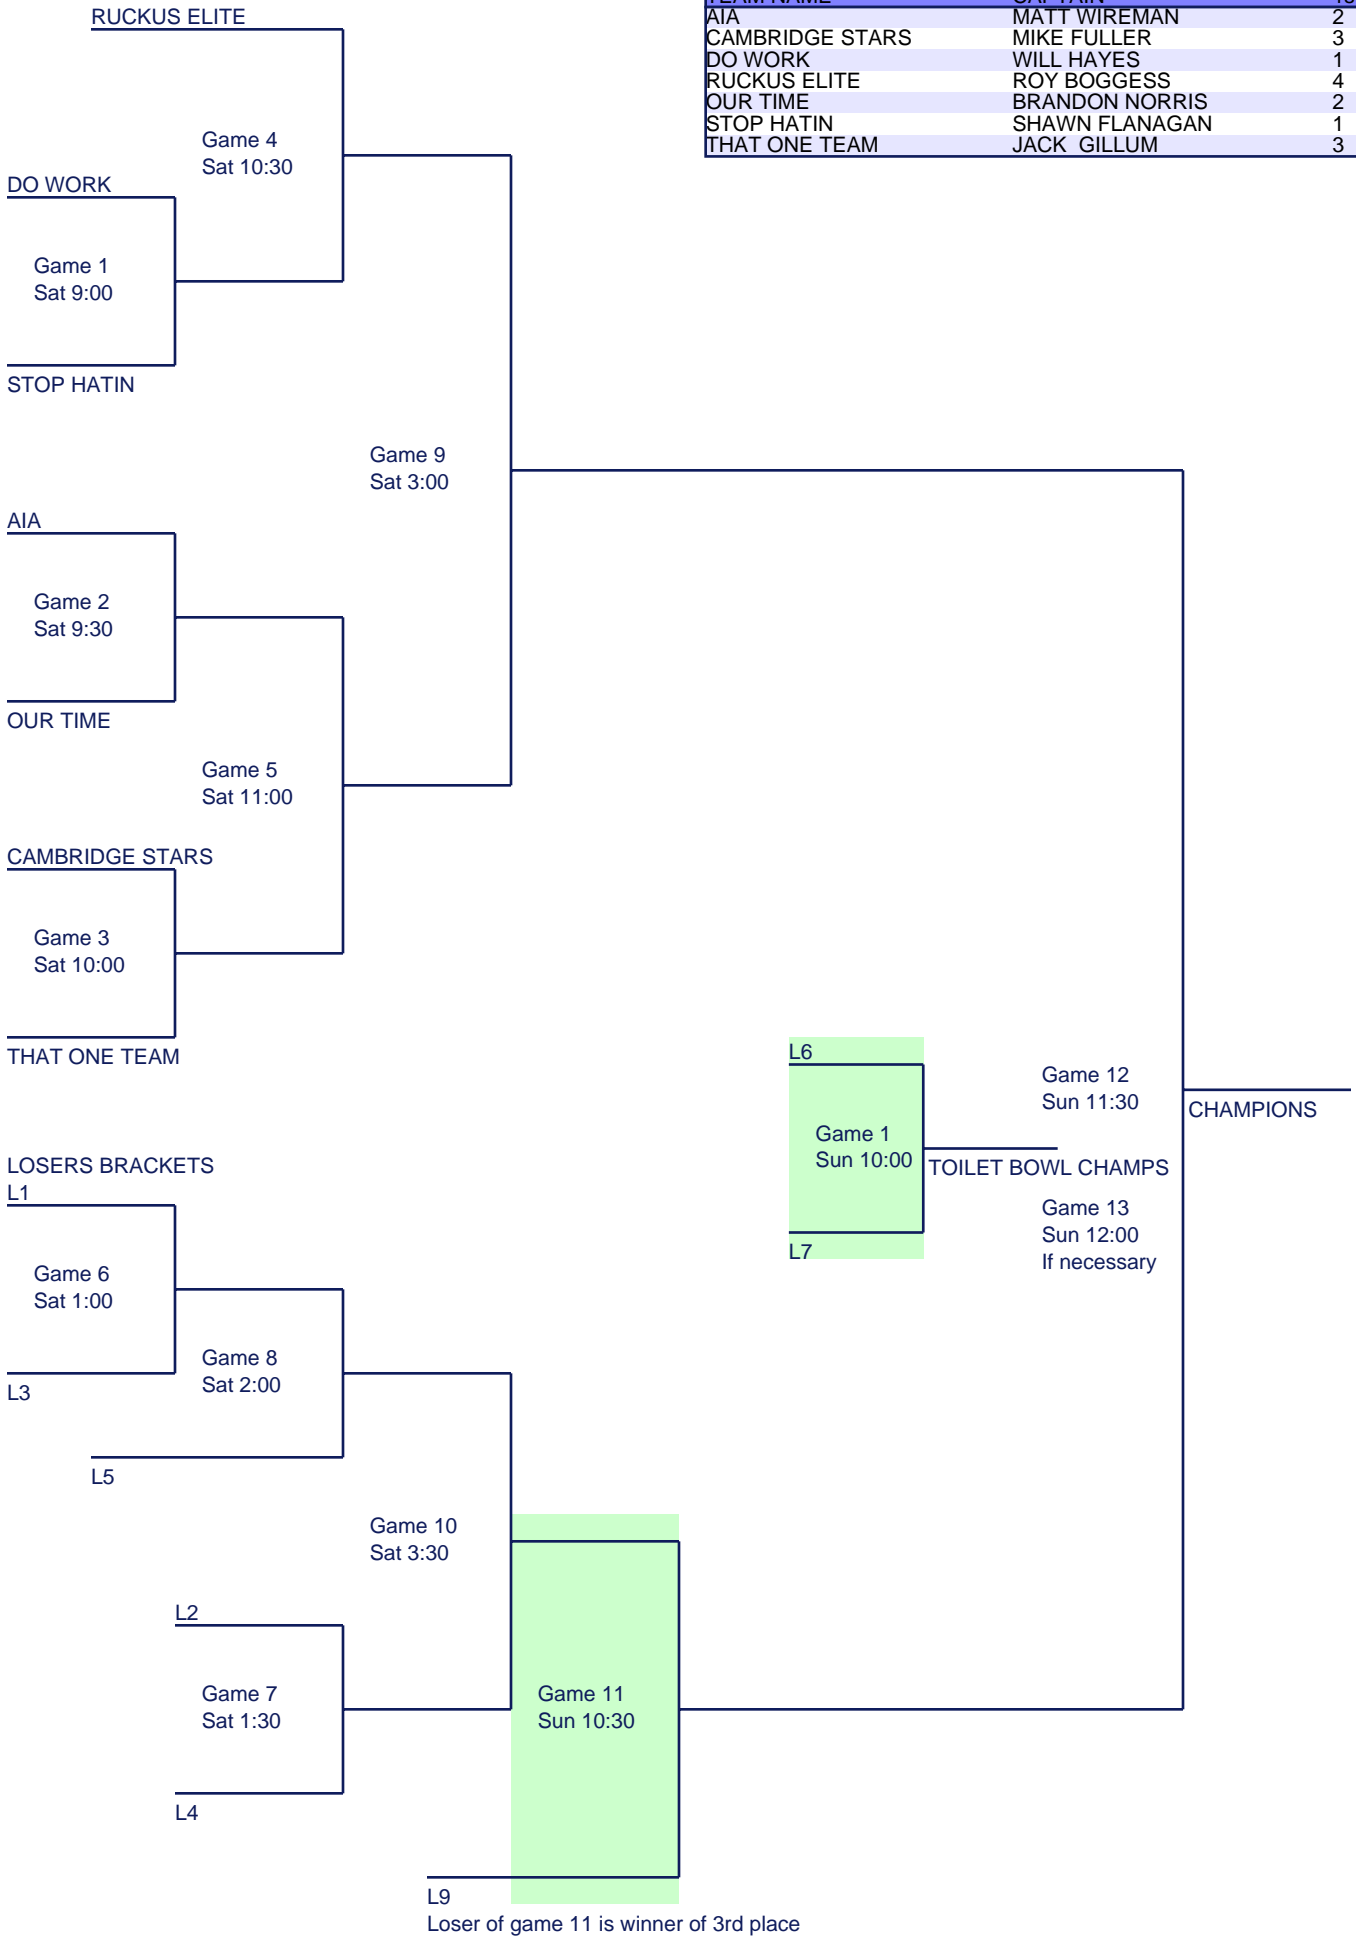 RUCKUS ELITE
TEAM NAME CAPTAIN
AIA MATT WIREMAN 2
CAMBRIDGE STARS MIKE FULLER 3
DO WORK WILL HAYES 1
RUCKUS ELITE ROY BOGGESS 4
OUR TIME BRANDON NORRIS 2
STOP HATIN SHAWN FLANAGAN 1
THAT ONE TEAM JACK GILLUM 3
Game 4
Sat 10:30
DO WORK
Game 1
Sat 9:00
STOP HATIN
Game 9
Sat 3:00
AIA
Game 2
Sat 9:30
OUR TIME
Game 5
Sat 11:00
CAMBRIDGE STARS
Game 3
Sat 10:00
THAT ONE TEAM
L6
Game 1
Sun 10:00
TOILET BOWL CHAMPS
L7
Game 12
Sun 11:30
CHAMPIONS
Game 13
Sun 12:00
If necessary
LOSERS BRACKETS
L1
Game 6
Sat 1:00
L3
Game 8
Sat 2:00
L5
Game 10
Sat 3:30
L2
Game 7
Sat 1:30
L4
Game 11
Sun 10:30
L9
Loser of game 11 is winner of 3rd place